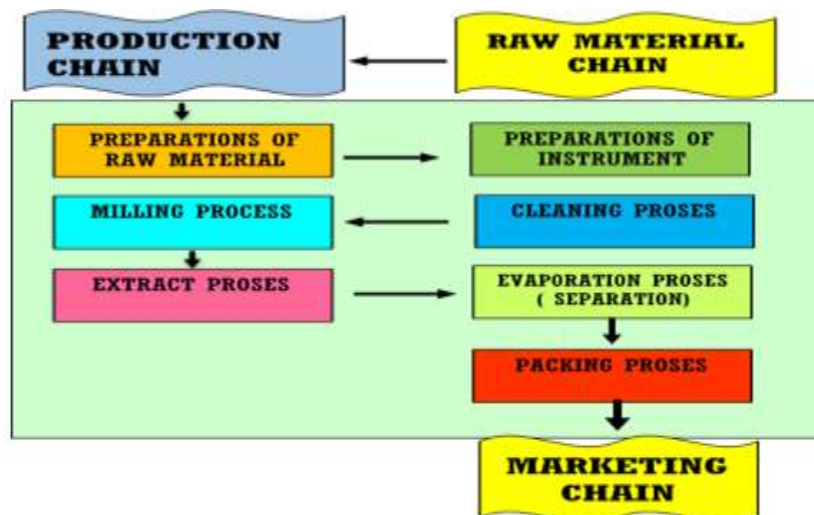 PRODUCTION
CHAIN
RAW MATERIAL
CHAIN
PREPARATIONS OF
RAW MATERIAL
PREPARATIONS OF
INSTRUMENT
MILLING PROCESS
CLEANING PROSES
EXTRACT PROSES
EVAPORATION PROSES
( SEPARATION)
PACKING PROSES
MARKETING
CHAIN